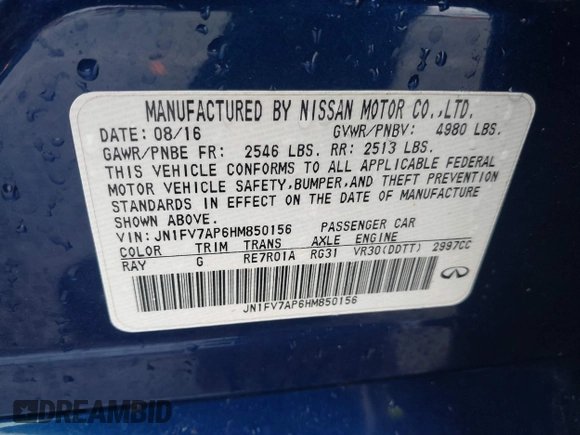 MANUFACTURED BY NISSAN MOTOR CO.,LTD.
DATE: 08/16 GVWR/PNBV: 4980 LBS.
GAWR/PNBE FR: 2546 LBS. RR: 2513 LBS.
THIS VEHICLE CONFORMS TO ALL APPLICABLE FEDERAL
MOTOR VEHICLE SAFETY,BUMPER,AND THEFT PREVENTION
STANDARDS IN EFFECT ON THE DATE OF MANUFACTURE
SHOWN ABOVE.
VIN: JN1FV7AP6HM850156 PASSENGER CAR
COLOR TRIM TRANS AXLE ENGINE
RAY G RE7R01A RG31 VR30(DDTT) 2997CC
JN1FV7AP6HM850156
DREAMBID